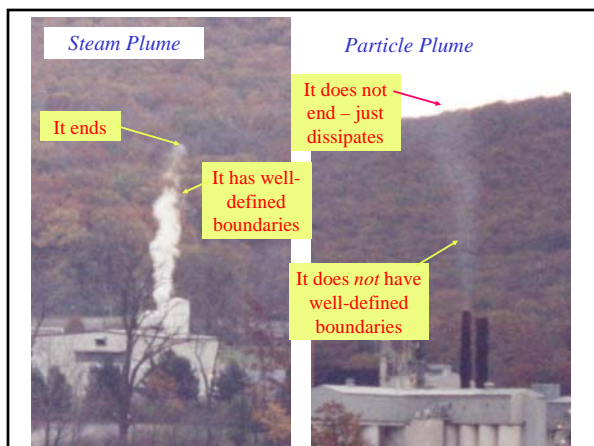 Steam Plume
Particle Plume
It ends
It has well-
defined
boundaries
It does not
end – just
dissipates
It does not have
well-defined
boundaries